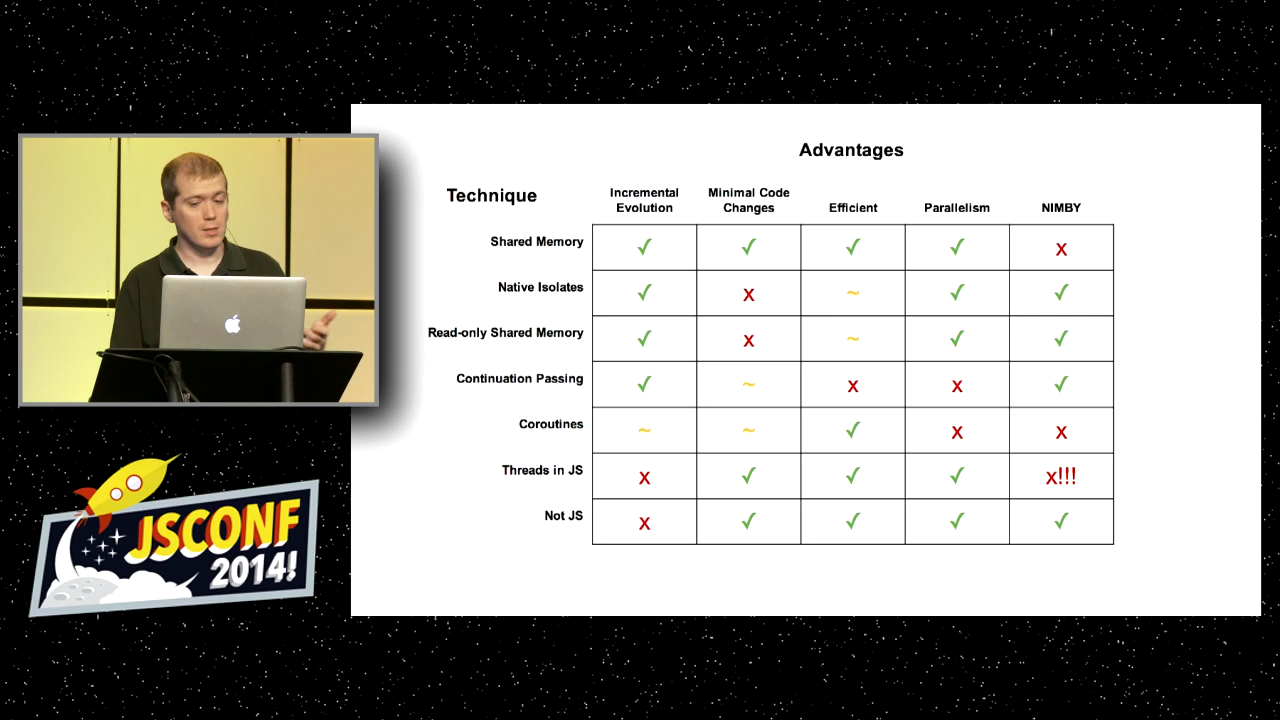 Advantages
Technique
Incremental
Evolution
Minimal Code
Changes
Efficient
Parallelism
NIMBY
Shared Memory ✓ ✓ ✓ ✓ x
Native Isolates ✓ x ~ ✓ ✓
Read-only Shared Memory ✓ x ~ ✓ ✓
Continuation Passing ✓ ~ x x ✓
Coroutines ~ ~ ✓ x x
Threads in JS x ✓ ✓ ✓ x!!!
Not JS x ✓ ✓ ✓ ✓
JSCONF
2014!